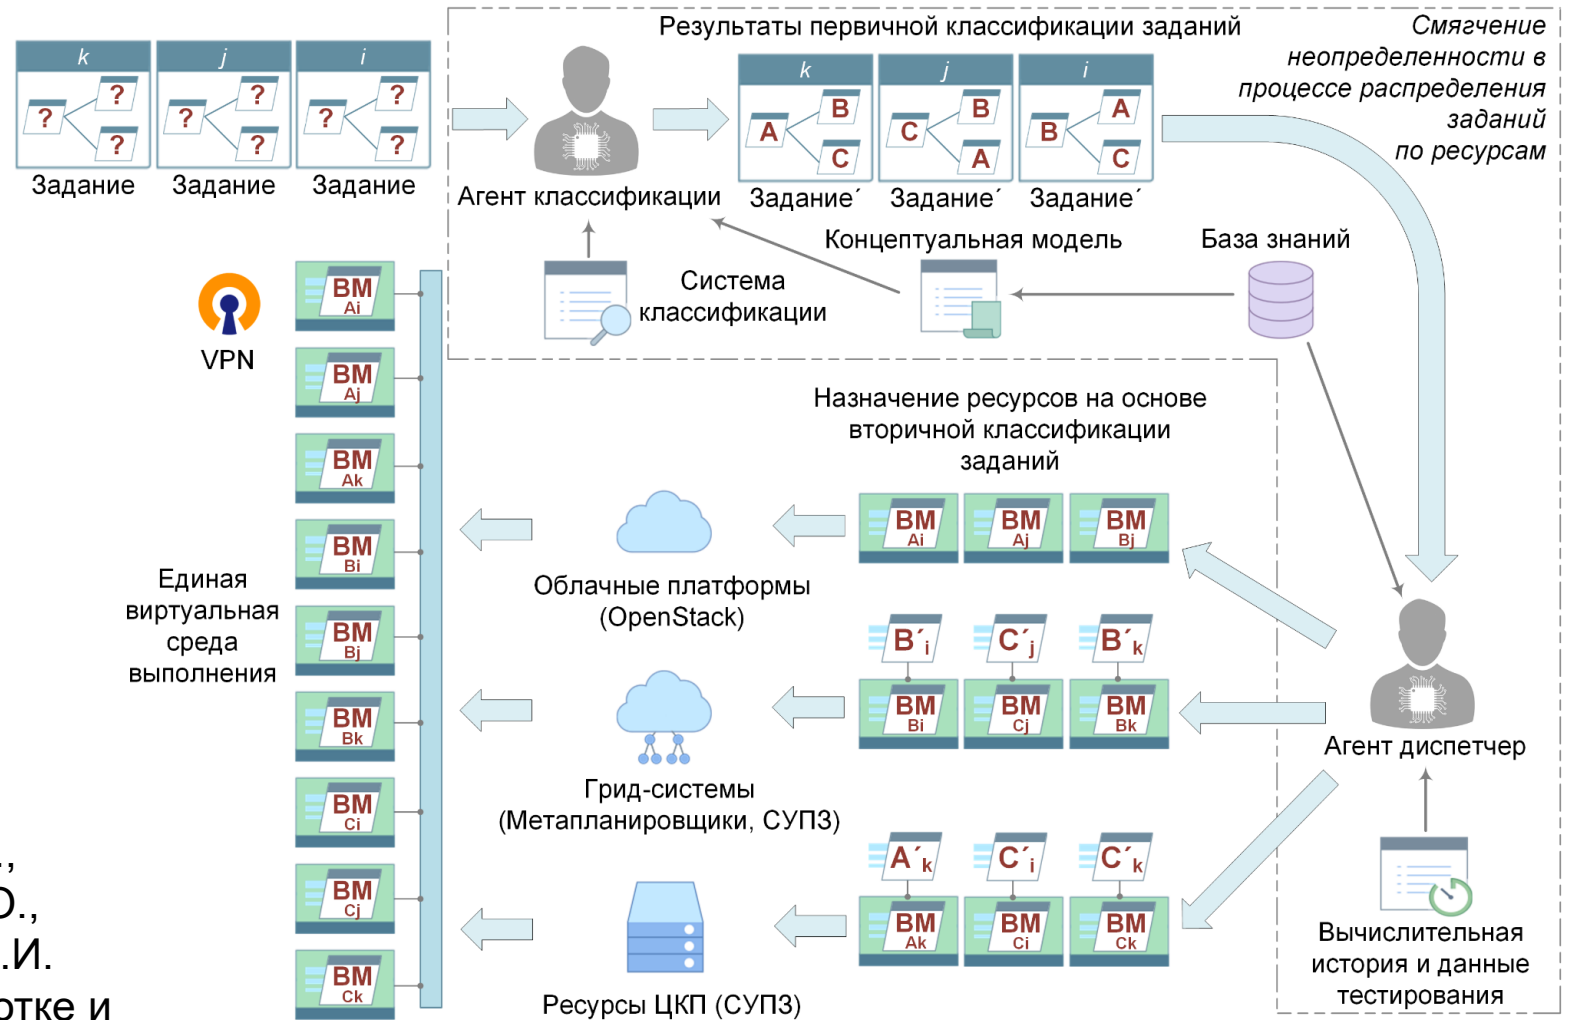 Результаты первичной классификации заданий
Смягчение
неопределенности в
процессе распределения
заданий
по ресурсам
k
j
i
?
?
?
?
?
?
?
?
?
Задание
Задание
Задание
Агент классификации
k
j
i
A
B
C
C
B
A
B
A
C
Задание´
Задание´
Задание´
Система
классификации
Концептуальная модель
База знаний
VPN
ВМ
Ai
ВМ
Aj
ВМ
Ak
ВМ
Bi
ВМ
Bj
ВМ
Bk
ВМ
Ci
ВМ
Cj
ВМ
Ck
Единая
виртуальная
среда
выполнения
Назначение ресурсов на основе
вторичной классификации
заданий
Облачные платформы
(OpenStack)
ВМ
Ai
ВМ
Aj
ВМ
Bj
Грид-системы
(Метапланировщики, СУПЗ)
B´i
C´j
B´k
ВМ
Bi
ВМ
Cj
ВМ
Bk
Ресурсы ЦКП (СУПЗ)
A´k
C´i
C´k
ВМ
Ak
ВМ
Ci
ВМ
Ck
Агент диспетчер
Вычислительная
история и данные
тестирования
.,
О.,
.И.
отке и